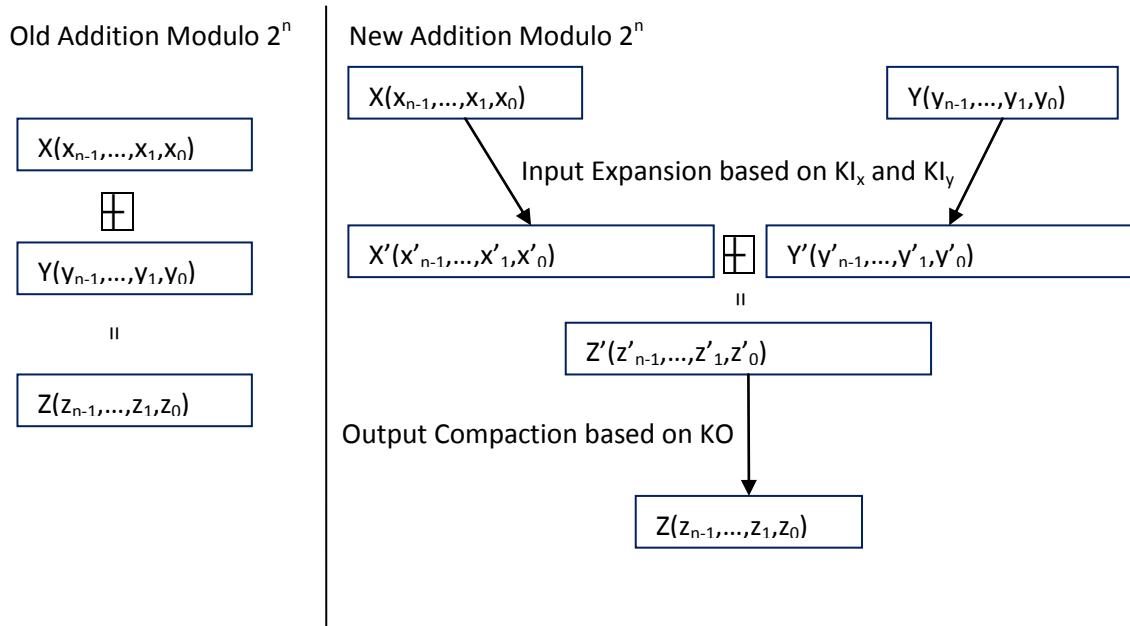 Old Addition Modulo 2ⁿ
X(xₙ₋₁,...,x₁,x₀)
⊞
Y(yₙ₋₁,...,y₁,y₀)
=
Z(zₙ₋₁,...,z₁,z₀)
New Addition Modulo 2ⁿ
X(xₙ₋₁,...,x₁,x₀)
Y(yₙ₋₁,...,y₁,y₀)
Input Expansion based on KIₓ and KI_y
X’(x’ₙ₋₁,...,x’₁,x’₀) ⊞ Y’(y’ₙ₋₁,...,y’₁,y’₀)
=
Z’(z’ₙ₋₁,...,z’₁,z’₀)
Output Compaction based on KO
Z(zₙ₋₁,...,z₁,z₀)